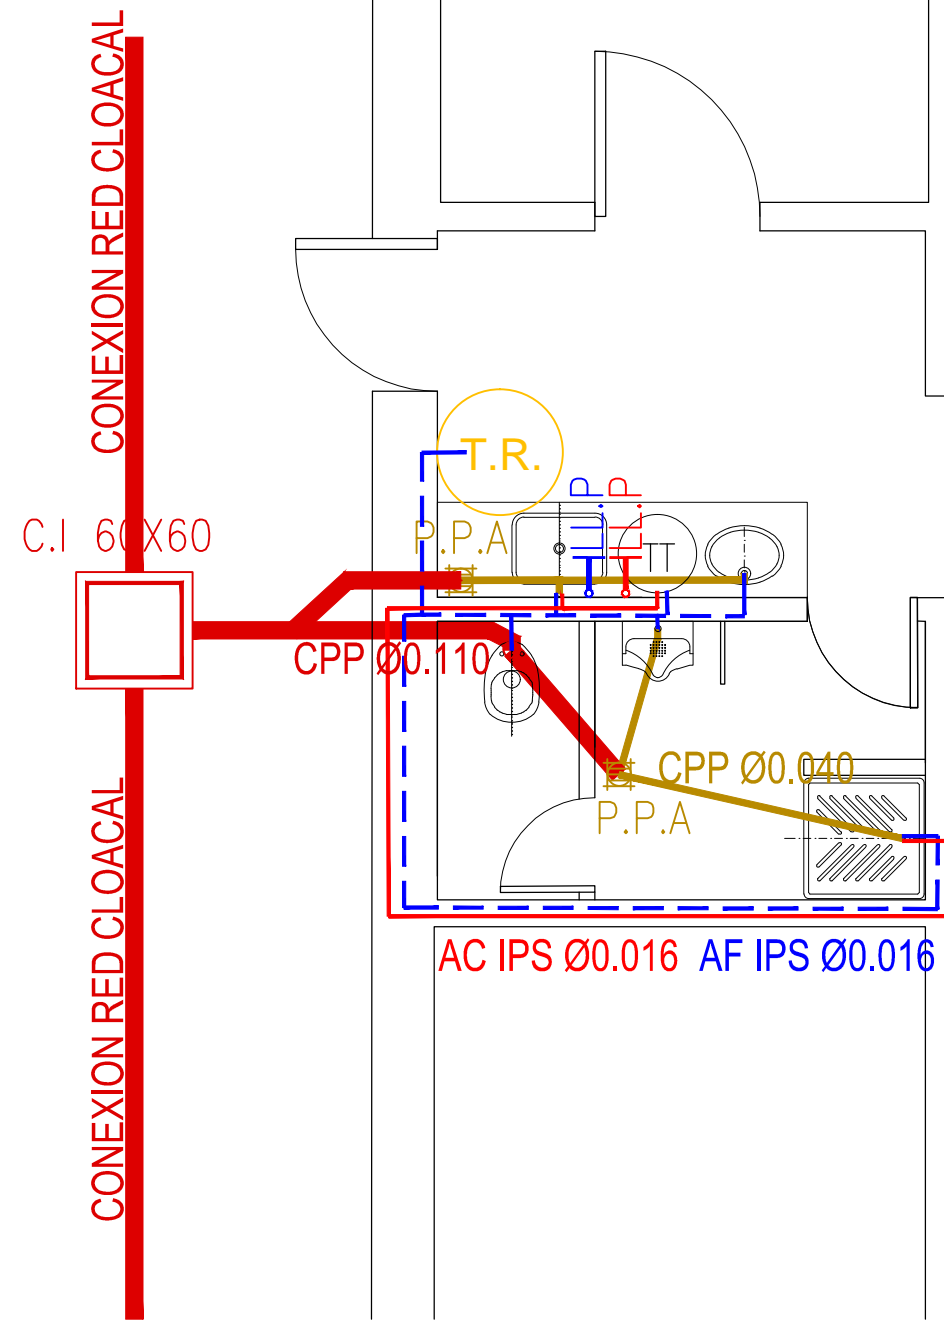 CONEXION RED CLOACAL
T.R.
LL.P
LL.P
P.P.A
C.I 60X60
TT
CPP Ø0.110
CPP Ø0.040
P.P.A
CONEXION RED CLOACAL
AC IPS Ø0.016
AF IPS Ø0.016